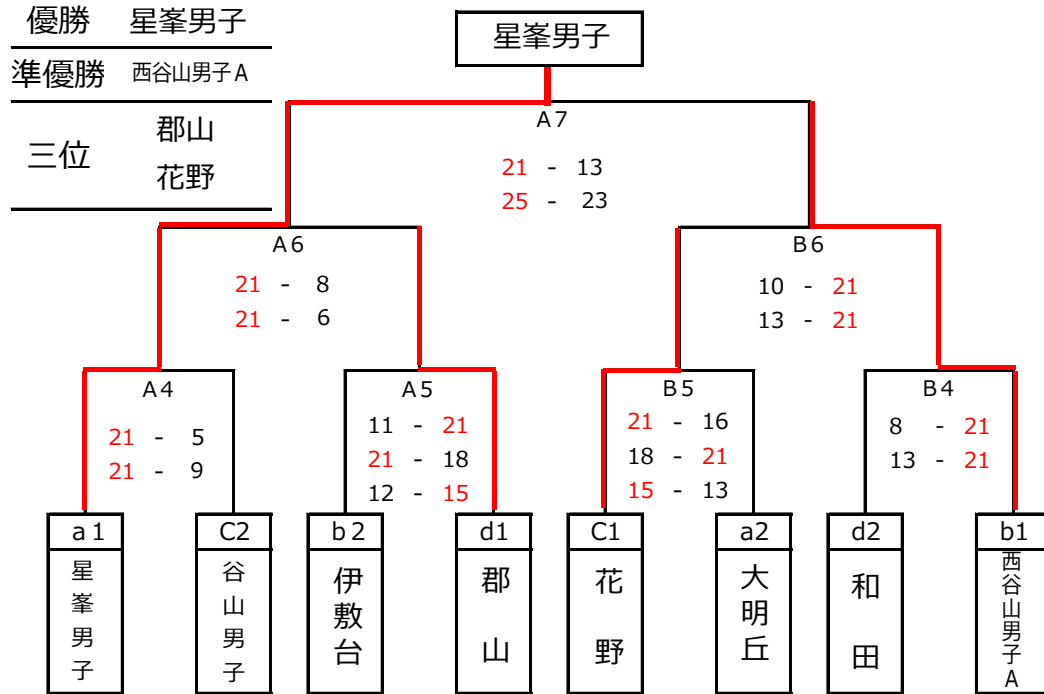 優勝 星峯男子
準優勝 西谷山男子A
三位 郡山
花野
星峯男子
A7
21 - 13
25 - 23
A6
21 - 8
21 - 6
B6
10 - 21
13 - 21
A4
21 - 5
21 - 9
A5
11 - 21
21 - 18
12 - 15
B5
21 - 16
18 - 21
15 - 13
B4
8 - 21
13 - 21
a1 C2 b2 d1 C1 a2 d2 b1
星峯男子
谷山男子
伊敷台
郡山
花野
大明丘
和田
西谷山男子A